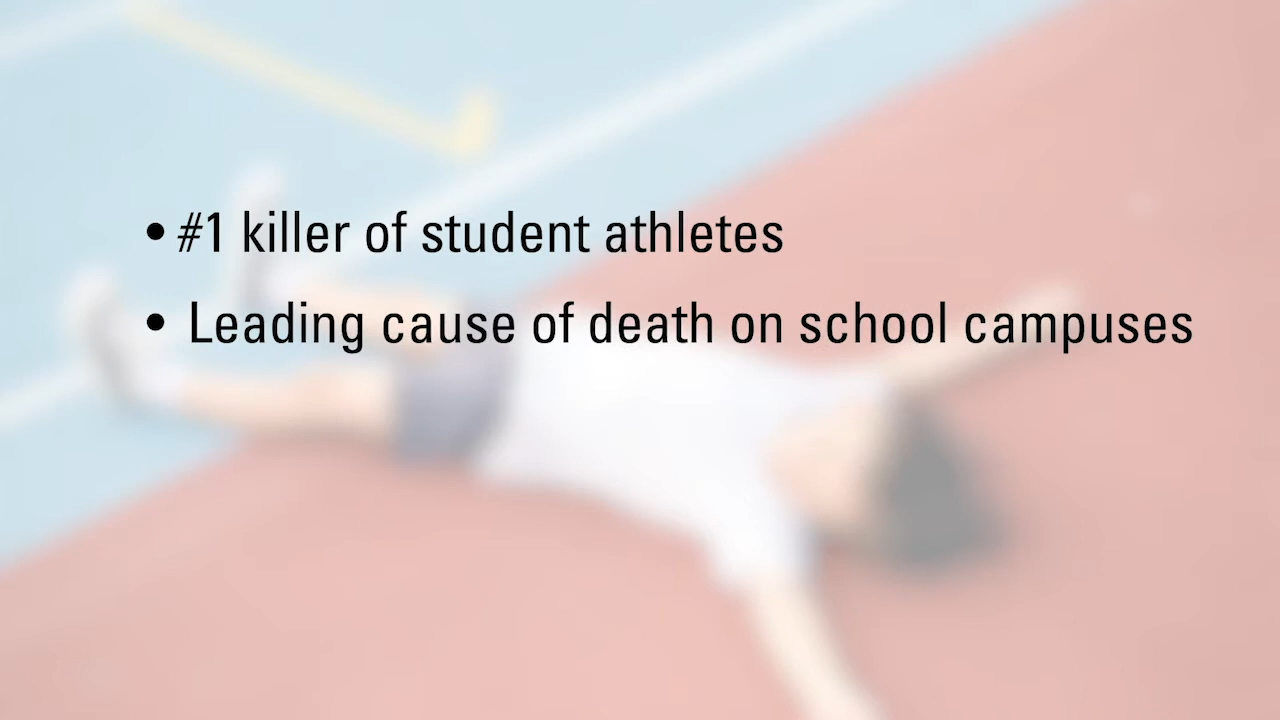 • #1 killer of student athletes
• Leading cause of death on school campuses